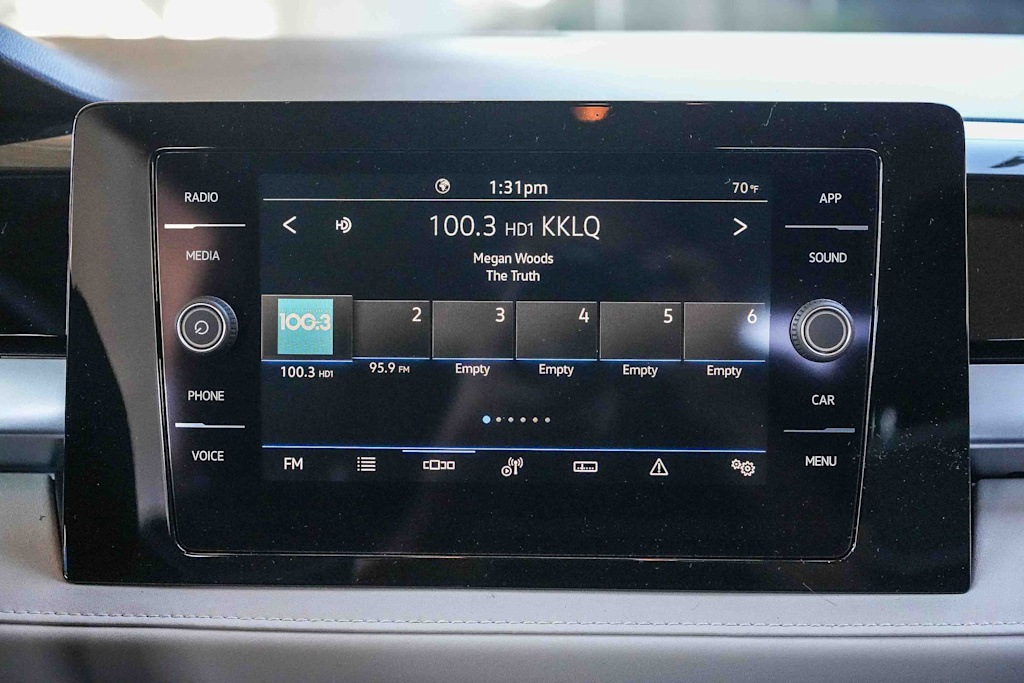 RADIO
MEDIA
PHONE
VOICE
1:31pm
70°F
100.3 HD1 KKLQ
Megan Woods
The Truth
100.3
2
3
4
5
6
100.3 HD1
95.9 FM
Empty
Empty
Empty
Empty
FM
APP
SOUND
CAR
MENU